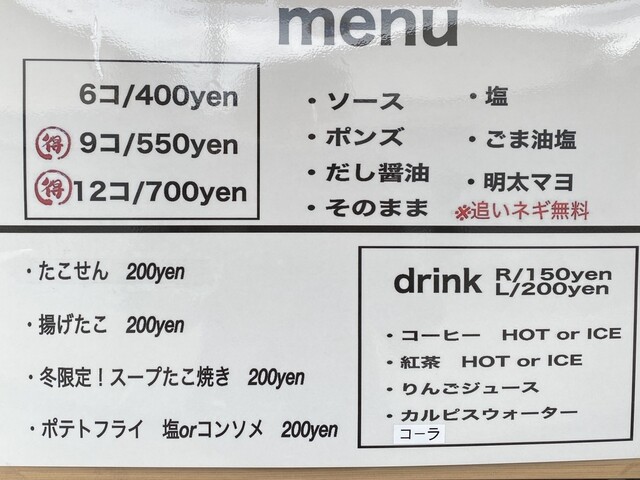 menu
6コ/400yen
得 9コ/550yen
得 12コ/700yen
・ソース
・ポンズ
・だし醤油
・そのまま
・塩
・ごま油塩
・明太マヨ
※追いネギ無料
・たこせん 200yen
・揚げたこ 200yen
・冬限定！スープたこ焼き 200yen
・ポテトフライ 塩orコンソメ 200yen
drink R/150yen
L/200yen
・コーヒー HOT or ICE
・紅茶 HOT or ICE
・りんごジュース
・カルピスウォーター
コーラ